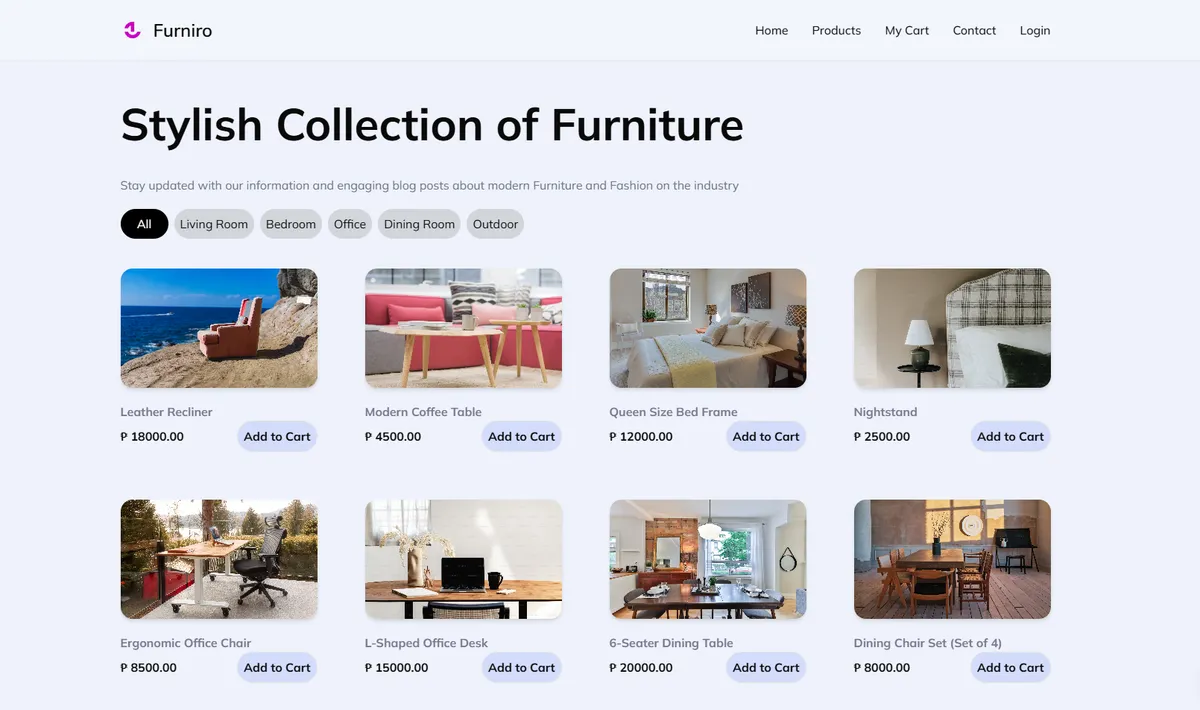 Furniro
Home Products My Cart Contact Login
Stylish Collection of Furniture
Stay updated with our information and engaging blog posts about modern Furniture and Fashion on the industry
All Living Room Bedroom Office Dining Room Outdoor
Leather Recliner Modern Coffee Table Queen Size Bed Frame Nightstand
₱ 18000.00 Add to Cart ₱ 4500.00 Add to Cart ₱ 12000.00 Add to Cart ₱ 2500.00 Add to Cart
Ergonomic Office Chair L-Shaped Office Desk 6-Seater Dining Table Dining Chair Set (Set of 4)
₱ 8500.00 Add to Cart ₱ 15000.00 Add to Cart ₱ 20000.00 Add to Cart ₱ 8000.00 Add to Cart